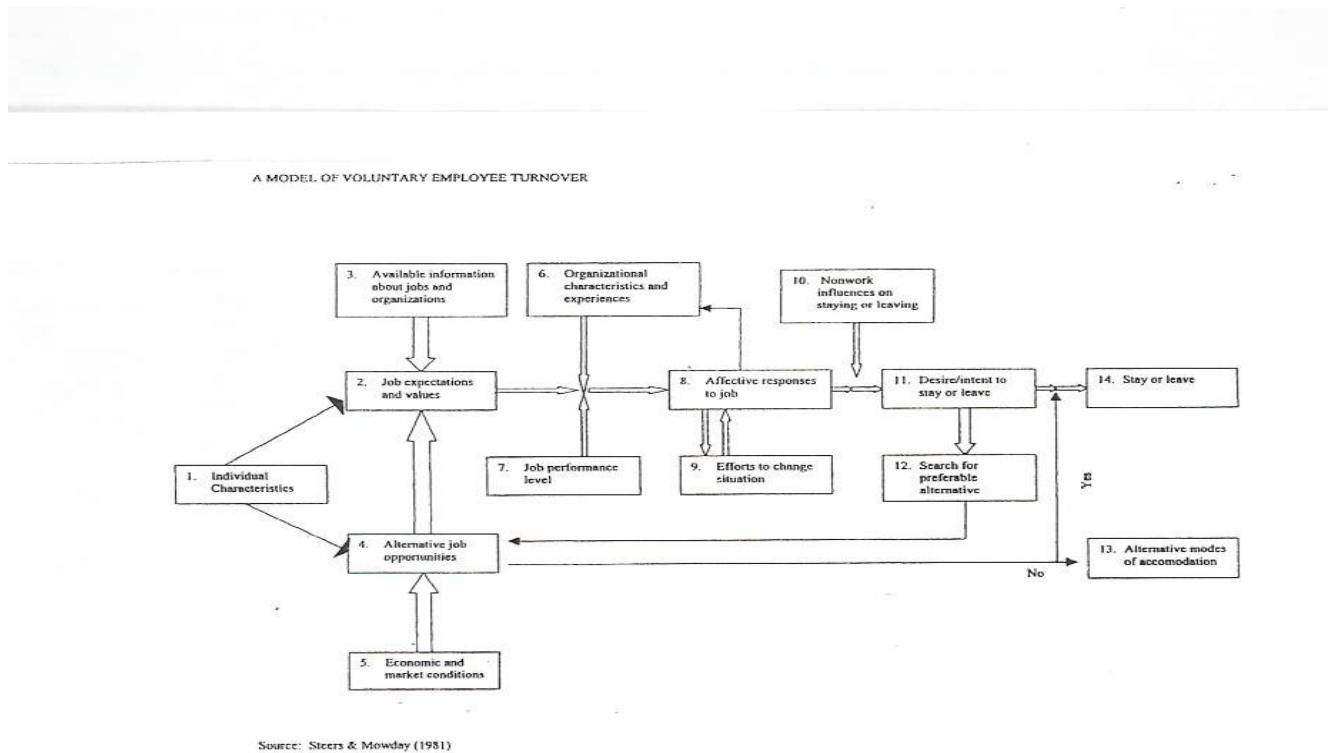 A MODEL OF VOLUNTARY EMPLOYEE TURNOVER
3. Available information
about jobs and
organizations
6. Organizational
characteristics and
experiences
10. Nonwork
influences on
staying or leaving
2. Job expectations
and values
8. Affective responses
to job
11. Desire/intent to
stay or leave
14. Stay or leave
1. Individual
Characteristics
7. Job performance
level
9. Efforts to change
situation
12. Search for
preferable
alternative
Yes
4. Alternative job
opportunities
No
13. Alternative modes
of accomodation
5. Economic and
market conditions
Source: Steers & Mowday (1981)